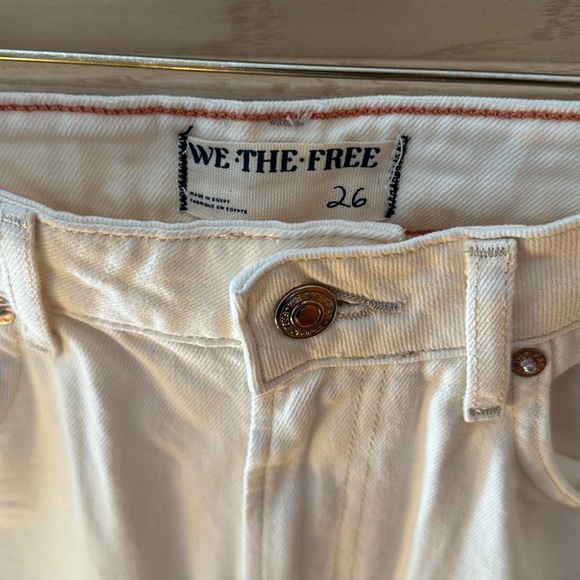 WE·THE·FREE
26
MADE IN EGYPT
FABRIQUÉ EN ÉGYPTE